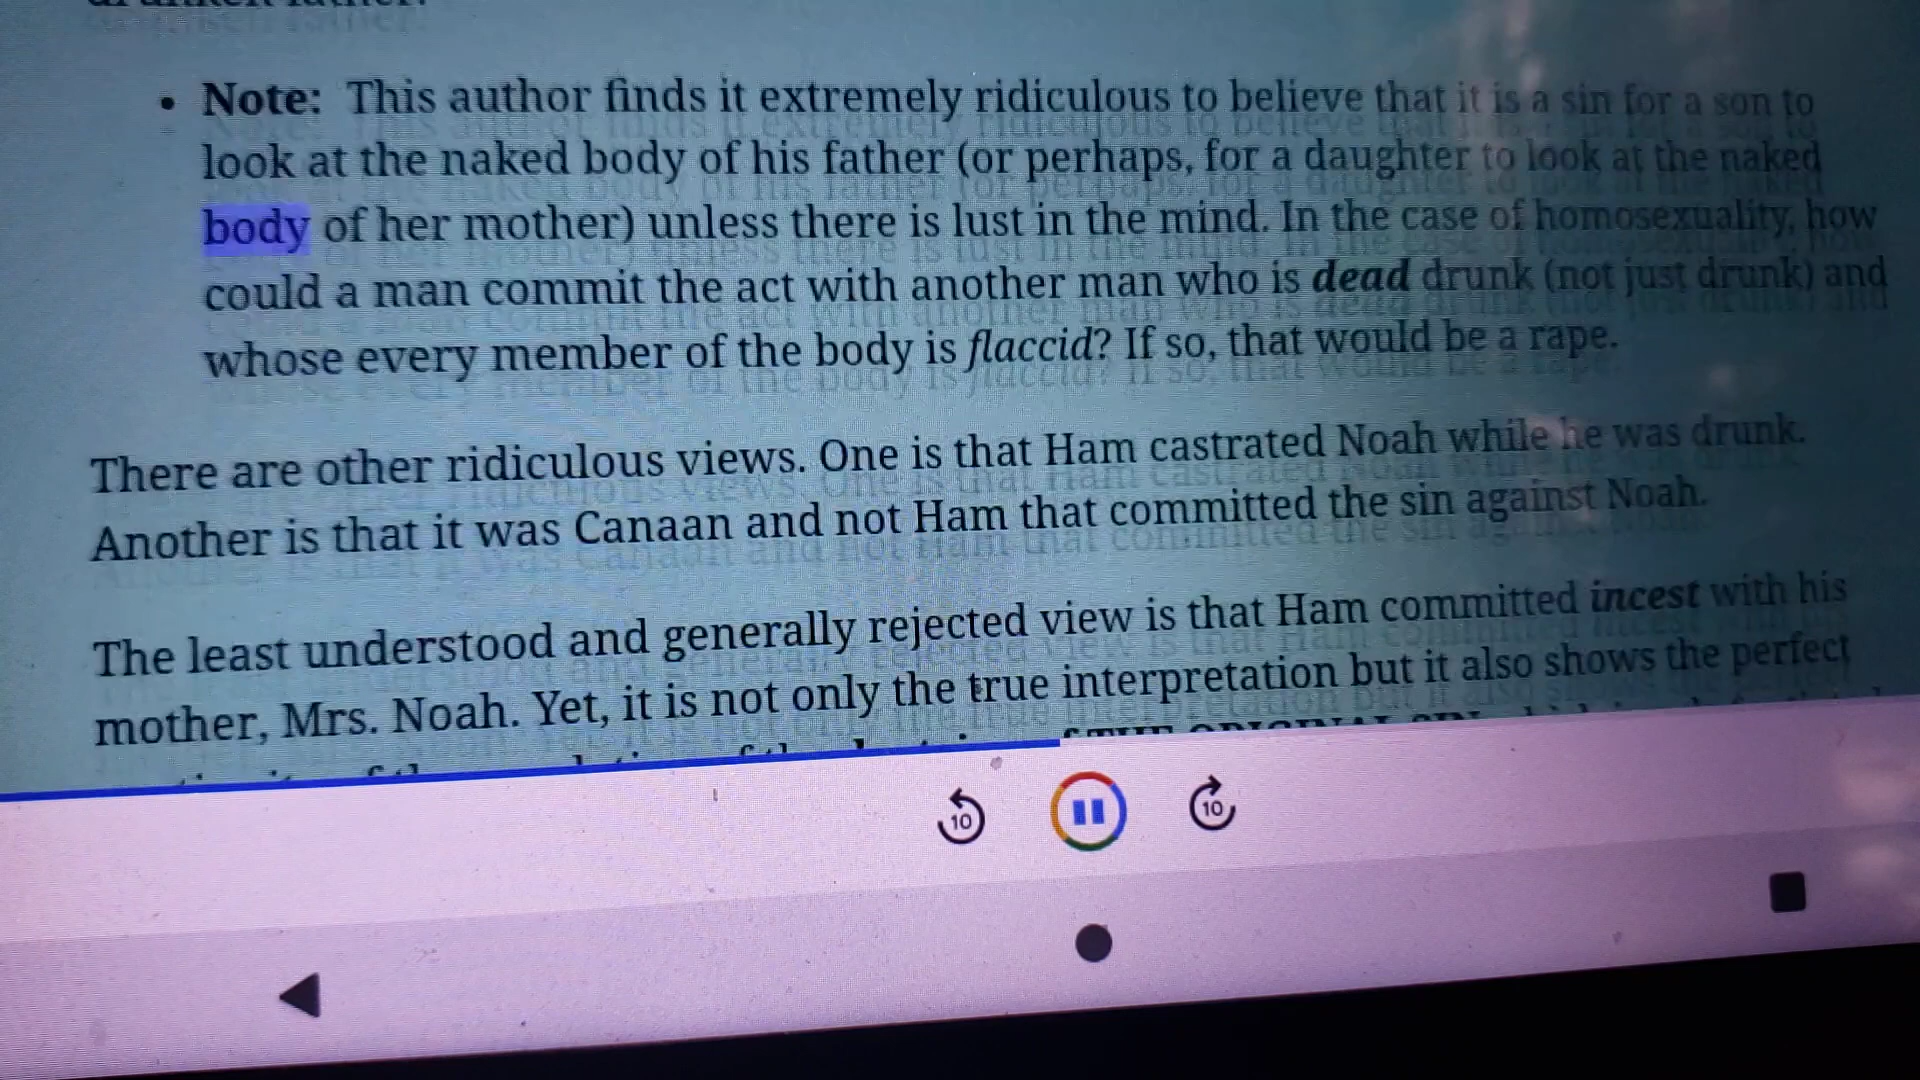 • Note: This author finds it extremely ridiculous to believe that it is a sin for a son to
look at the naked body of his father (or perhaps, for a daughter to look at the naked
body of her mother) unless there is lust in the mind. In the case of homosexuality, how
could a man commit the act with another man who is dead drunk (not just drunk) and
whose every member of the body is flaccid? If so, that would be a rape.
There are other ridiculous views. One is that Ham castrated Noah while he was drunk.
Another is that it was Canaan and not Ham that committed the sin against Noah.
The least understood and generally rejected view is that Ham committed incest with his
mother, Mrs. Noah. Yet, it is not only the true interpretation but it also shows the perfect
10
10